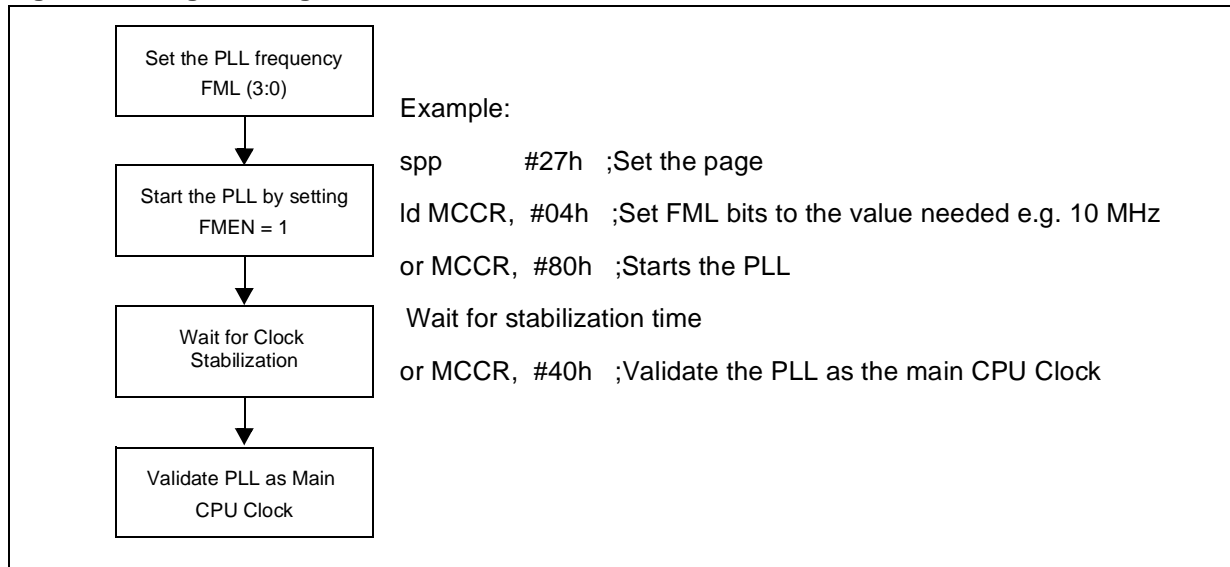 Set the PLL frequency
FML (3:0)
Start the PLL by setting
FMEN = 1
Wait for Clock
Stabilization
Validate PLL as Main
CPU Clock
Example:
spp #27h ;Set the page
ld MCCR, #04h ;Set FML bits to the value needed e.g. 10 MHz
or MCCR, #80h ;Starts the PLL
Wait for stabilization time
or MCCR, #40h ;Validate the PLL as the main CPU Clock